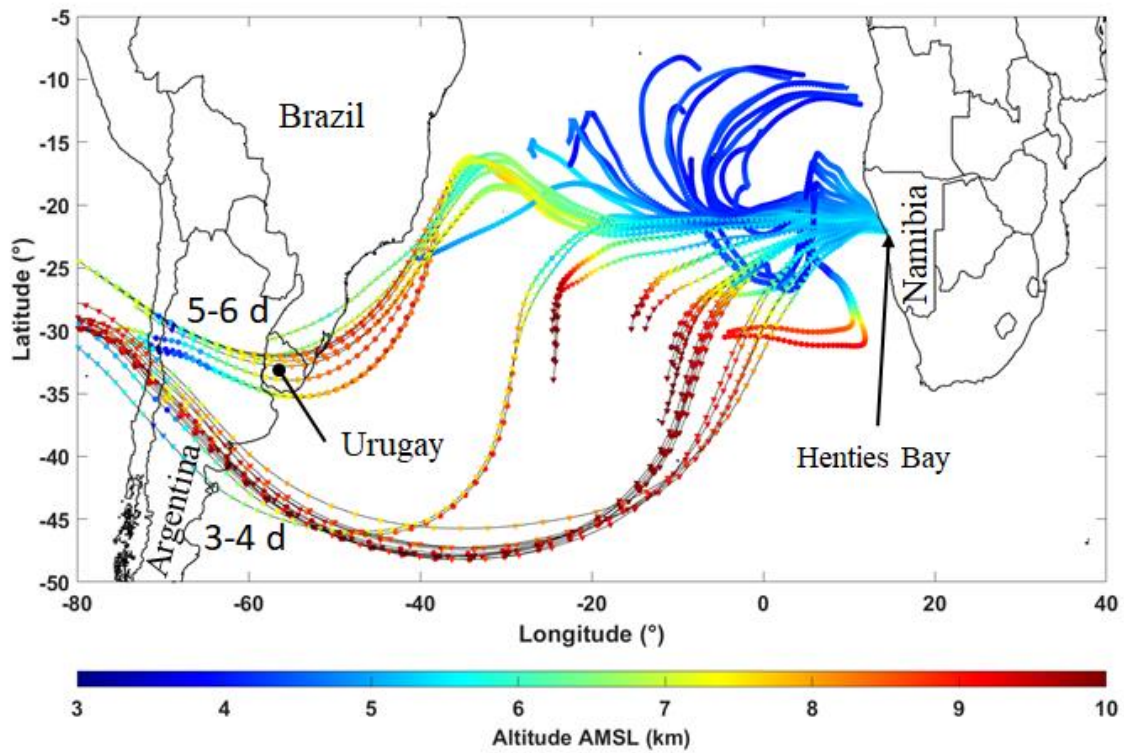 -5
-10
-15
-20
-25
-30
-35
-40
-45
-50
Latitude (°)
Brazil
5-6 d
Urugay
Argentina
3-4 d
Namibia
Henties Bay
-80 -60 -40 -20 0 20 40
Longitude (°)
3 4 5 6 7 8 9 10
Altitude AMSL (km)